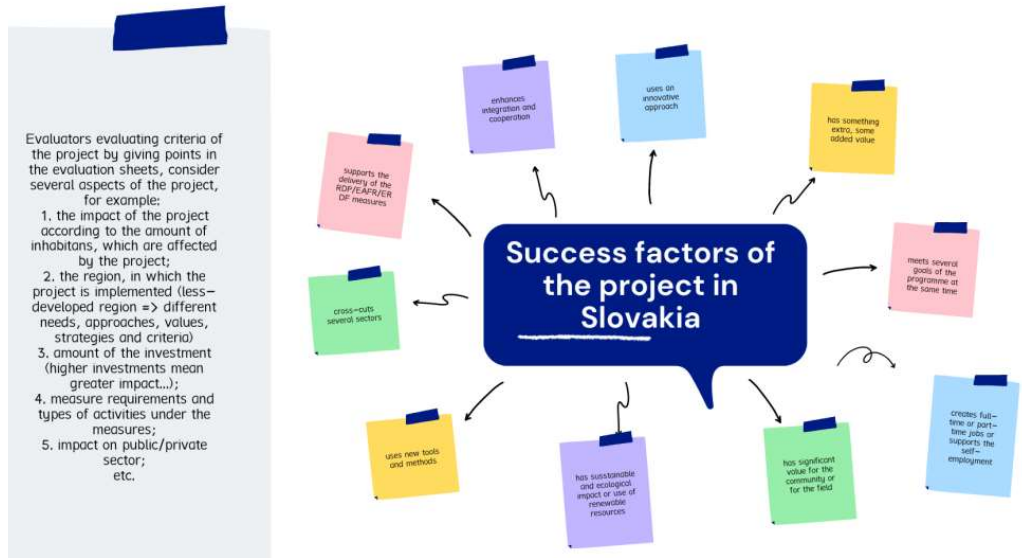 Evaluators evaluating criteria of
the project by giving points in
the evaluation sheets, consider
several aspects of the project,
for example:
1. the impact of the project
according to the amount of
inhabitans, which are affected
by the project;
2. the region, in which the
project is implemented (less-
developed region => different
needs, approaches, values,
strategies and criteria)
3. amount of the investment
(higher investments mean
greater impact...);
4. measure requirements and
types of activities under the
measures;
5. impact on public/private
sector;
etc.
Success factors of
the project in
Slovakia
enhances
integration and
cooperation
uses an
innovative
approach
has something
extra, some
added value
supports the
delivery of the
RDP/EAFR/ER
DF measures
meets several
goals of the
programme at
the same time
cross-cuts
several sectors
creates full-
time or part-
time jobs or
supports the
self-
employment
uses new tools
and methods
has susstainable
and ecological
impact or use of
renewable
resources
has significant
value for the
community or
for the field